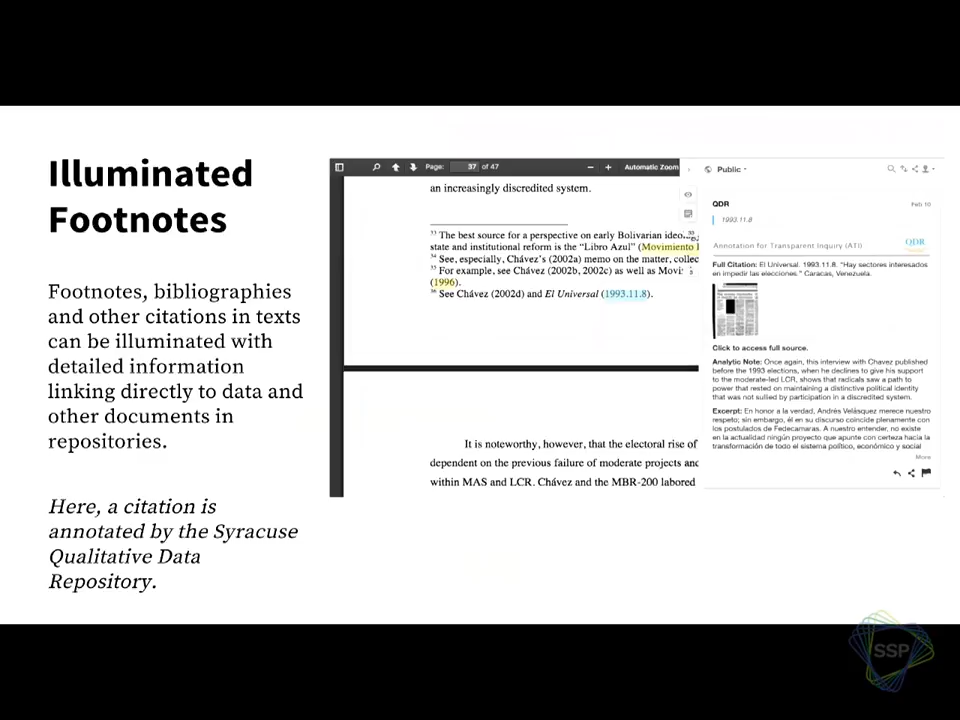 Illuminated
Footnotes
Footnotes, bibliographies
and other citations in texts
can be illuminated with
detailed information
linking directly to data and
other documents in
repositories.
Here, a citation is
annotated by the Syracuse
Qualitative Data
Repository.
Page: 37 of 47
Automatic Zoom
an increasingly discredited system.
33 The best source for a perspective on early Bolivarian ideo
state and institutional reform is the “Libro Azul” (Movimiento
34 See, especially, Chávez’s (2002a) memo on the matter, collec
35 For example, see Chávez (2002b, 2002c) as well as Movi
(1996).
36 See Chávez (2002d) and El Universal (1993.11.8).
It is noteworthy, however, that the electoral rise of
dependent on the previous failure of moderate projects and
within MAS and LCR. Chávez and the MBR-200 labored
Public
QDR
Feb 10
1993.11.8
Annotation for Transparent Inquiry (ATI)
QDR
Full Citation: El Universal. 1993.11.8. “Hay sectores interesados
en impedir las elecciones.” Caracas, Venezuela.
Click to access full source.
Analytic Note: Once again, this interview with Chavez published
before the 1993 elections, when he declines to give his support
to the moderate-led LCR, shows that radicals saw a path to
power that rested on maintaining a distinctive political identity
that was not sullied by participation in a discredited system.
Excerpt: En honor a la verdad, Andrés Velásquez merece nuestro
respeto; sin embargo, él en su discurso coincide plenamente con
los postulados de Fedecamaras. A nuestro entender, no existe
en la actualidad ningún proyecto que apunte con certeza hacia la
transformación de todo el sistema político, económico y social
More
SSP